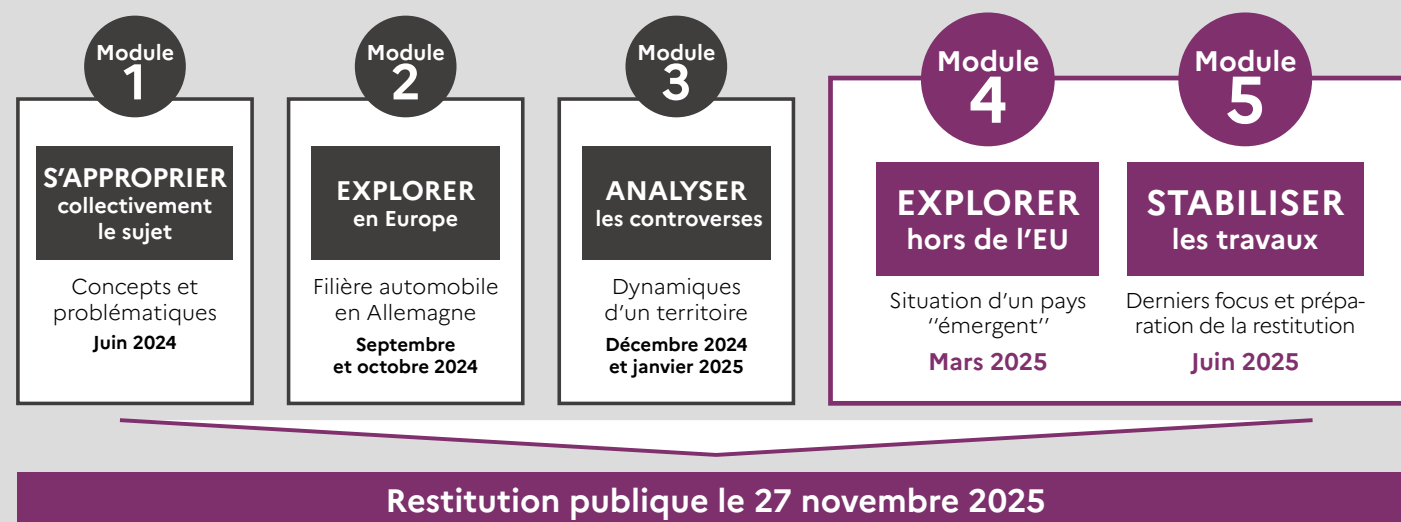 Module
1
S'APPROPRIER
collectivement
le sujet
Concepts et
problématiques
Juin 2024
Module
2
EXPLORER
en Europe
Filière automobile
en Allemagne
Septembre
et octobre 2024
Module
3
ANALYSER
les controverses
Dynamiques
d'un territoire
Décembre 2024
et janvier 2025
Module
4
EXPLORER
hors de l'EU
Situation d'un pays
''émergent''
Mars 2025
Module
5
STABILISER
les travaux
Derniers focus et prépa-
ration de la restitution
Juin 2025
Restitution publique le 27 novembre 2025